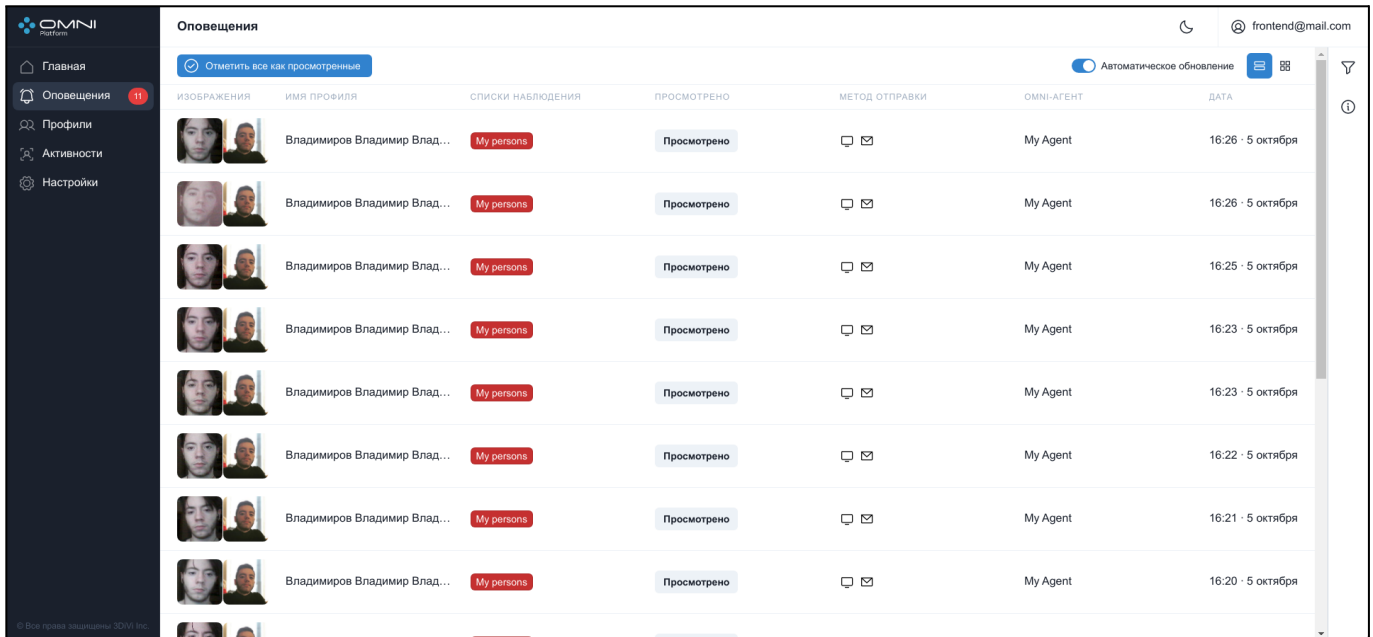 OMNI
Platform
Оповещения
frontend@mail.com
Главная
Оповещения 11
Профили
Активности
Настройки
Отметить все как просмотренные
Автоматическое обновление
ИЗОБРАЖЕНИЯ ИМЯ ПРОФИЛЯ СПИСКИ НАБЛЮДЕНИЯ ПРОСМОТРЕНО МЕТОД ОТПРАВКИ OMNI-АГЕНТ ДАТА
Владимиров Владимир Влад... My persons Просмотрено My Agent 16:26 · 5 октября
Владимиров Владимир Влад... My persons Просмотрено My Agent 16:26 · 5 октября
Владимиров Владимир Влад... My persons Просмотрено My Agent 16:25 · 5 октября
Владимиров Владимир Влад... My persons Просмотрено My Agent 16:23 · 5 октября
Владимиров Владимир Влад... My persons Просмотрено My Agent 16:23 · 5 октября
Владимиров Владимир Влад... My persons Просмотрено My Agent 16:22 · 5 октября
Владимиров Владимир Влад... My persons Просмотрено My Agent 16:21 · 5 октября
Владимиров Владимир Влад... My persons Просмотрено My Agent 16:20 · 5 октября
© Все права защищены 3DiVi Inc.